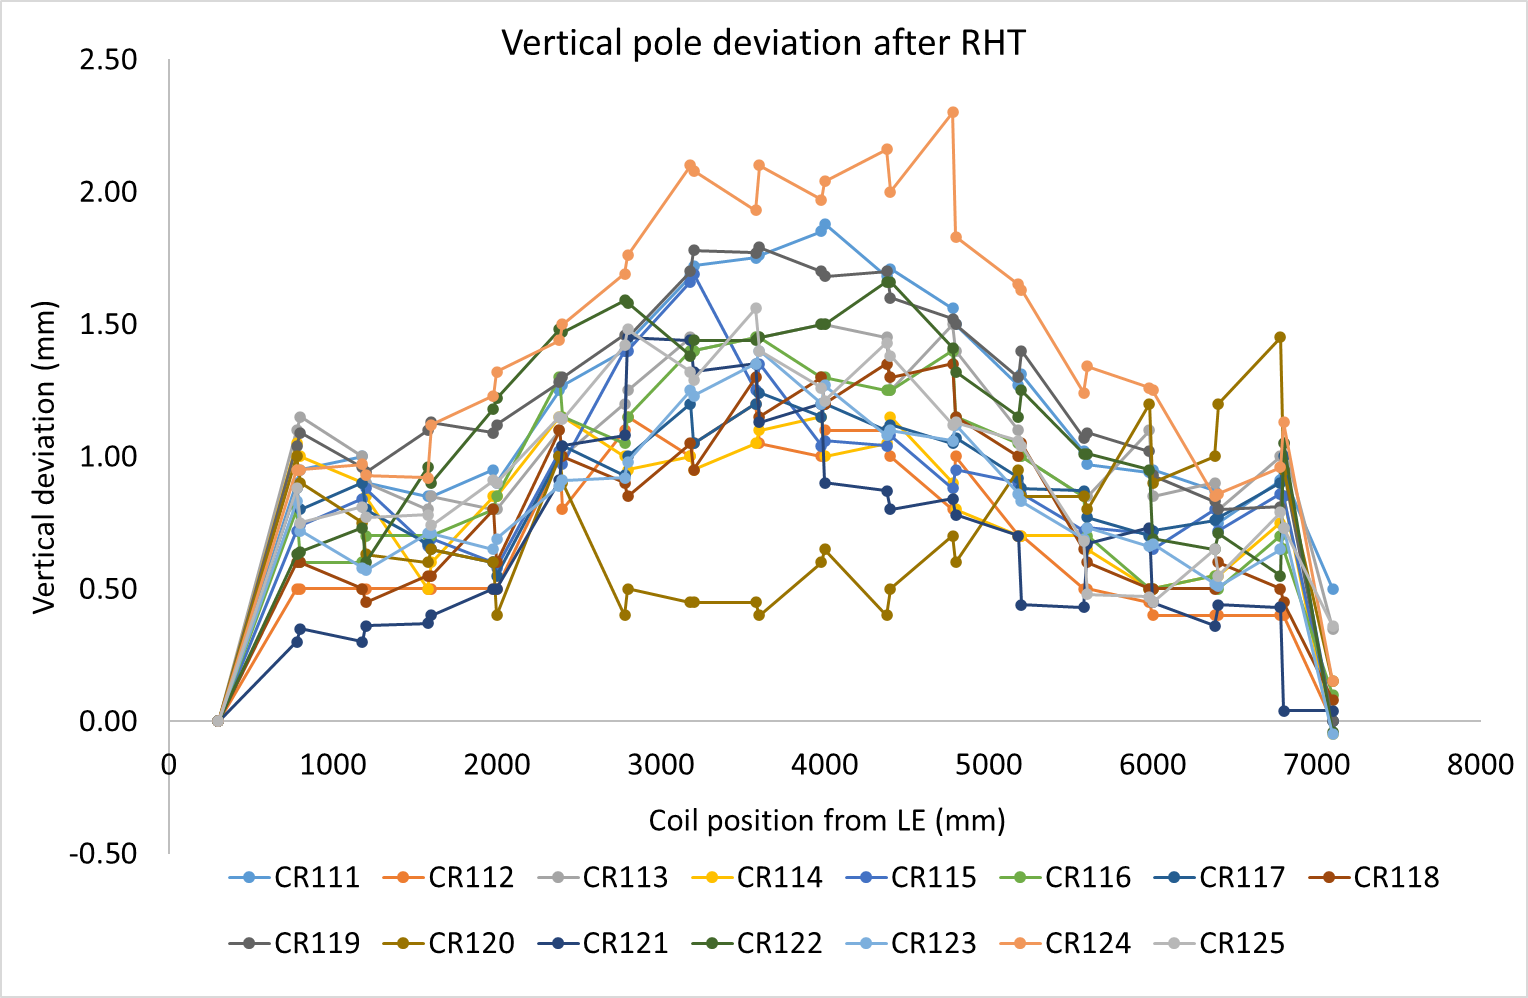 Vertical pole deviation after RHT
2.50
2.00
1.50
1.00
0.50
0.00
-0.50
Vertical deviation (mm)
0 1000 2000 3000 4000 5000 6000 7000 8000
Coil position from LE (mm)
CR111 CR112 CR113 CR114 CR115 CR116 CR117 CR118
CR119 CR120 CR121 CR122 CR123 CR124 CR125